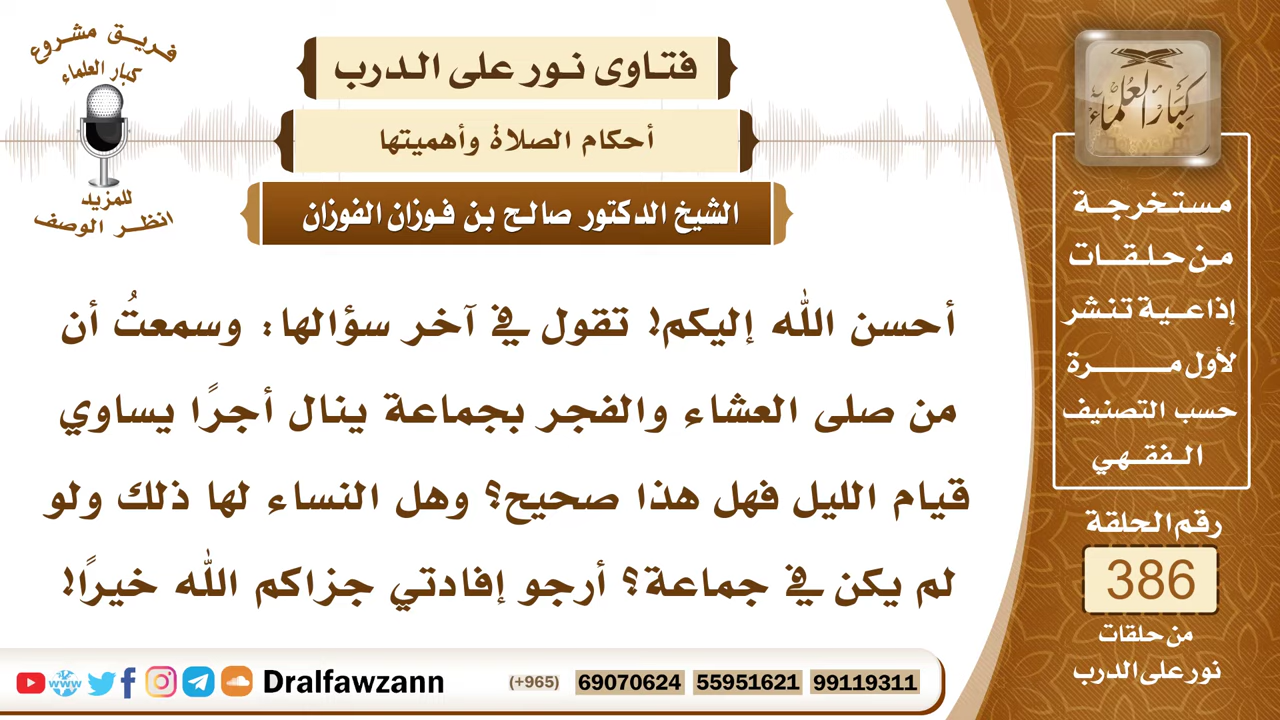 فريق مشروع
كبار العلماء
للمزيد
انظر الوصف
فتاوى نور على الدرب
أحكام الصلاة وأهميتها
الشيخ الدكتور صالح بن فوزان الفوزان
أحسن الله إليكم! تقول في آخر سؤالها: وسمعتُ أن
من صلى العشاء والفجر بجماعة ينال أجرًا يساوي
قيام الليل فهل هذا صحيح؟ وهل النساء لها ذلك ولو
لم يكن في جماعة؟ أرجو إفادتي جزاكم الله خيرًا!
كبار العلماء
مستخرجة
من حلقات
إذاعية تنشر
لأول مرة
حسب التصنيف
الفقهي
رقم الحلقة
386
من حلقات
نور على الدرب
www Dralfawzann (+965) 69070624 55951621 99119311